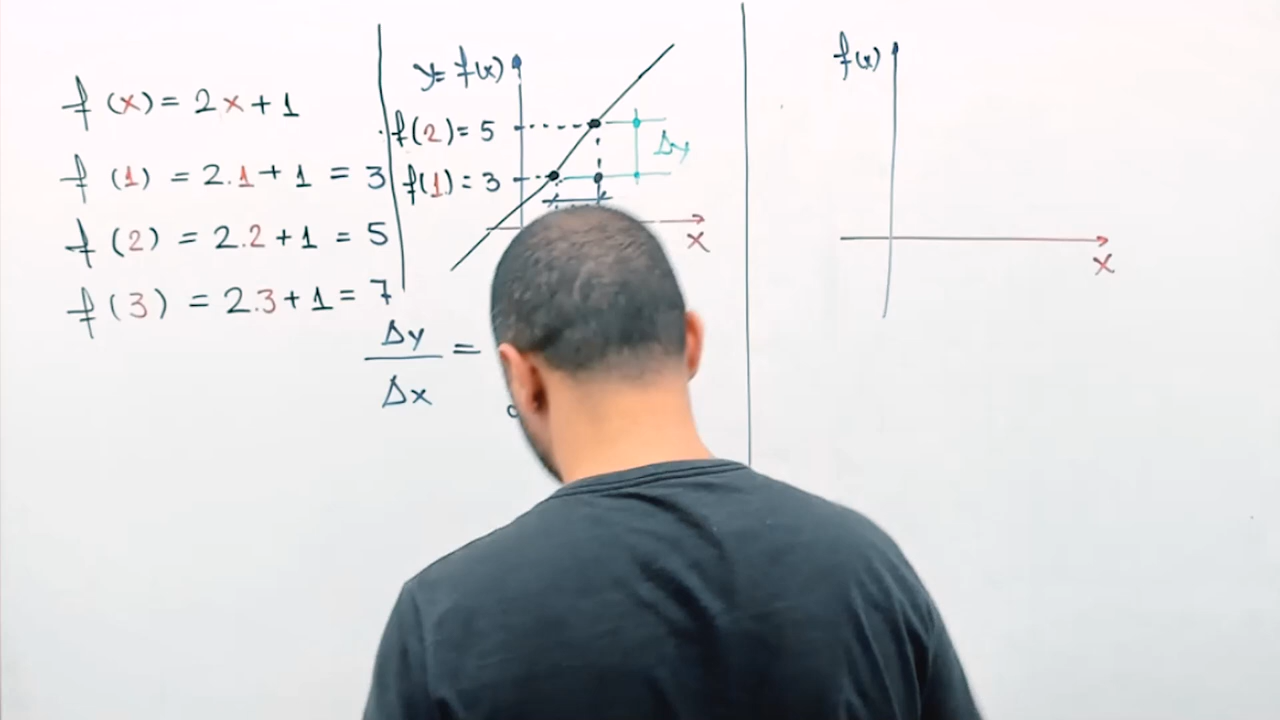 f(x) = 2x + 1
f(1) = 2.1 + 1 = 3
f(2) = 2.2 + 1 = 5
f(3) = 2.3 + 1 = 7
y = f(x)
f(2) = 5
f(1) = 3
Δy
x
Δy
Δx
=
f(x)
x